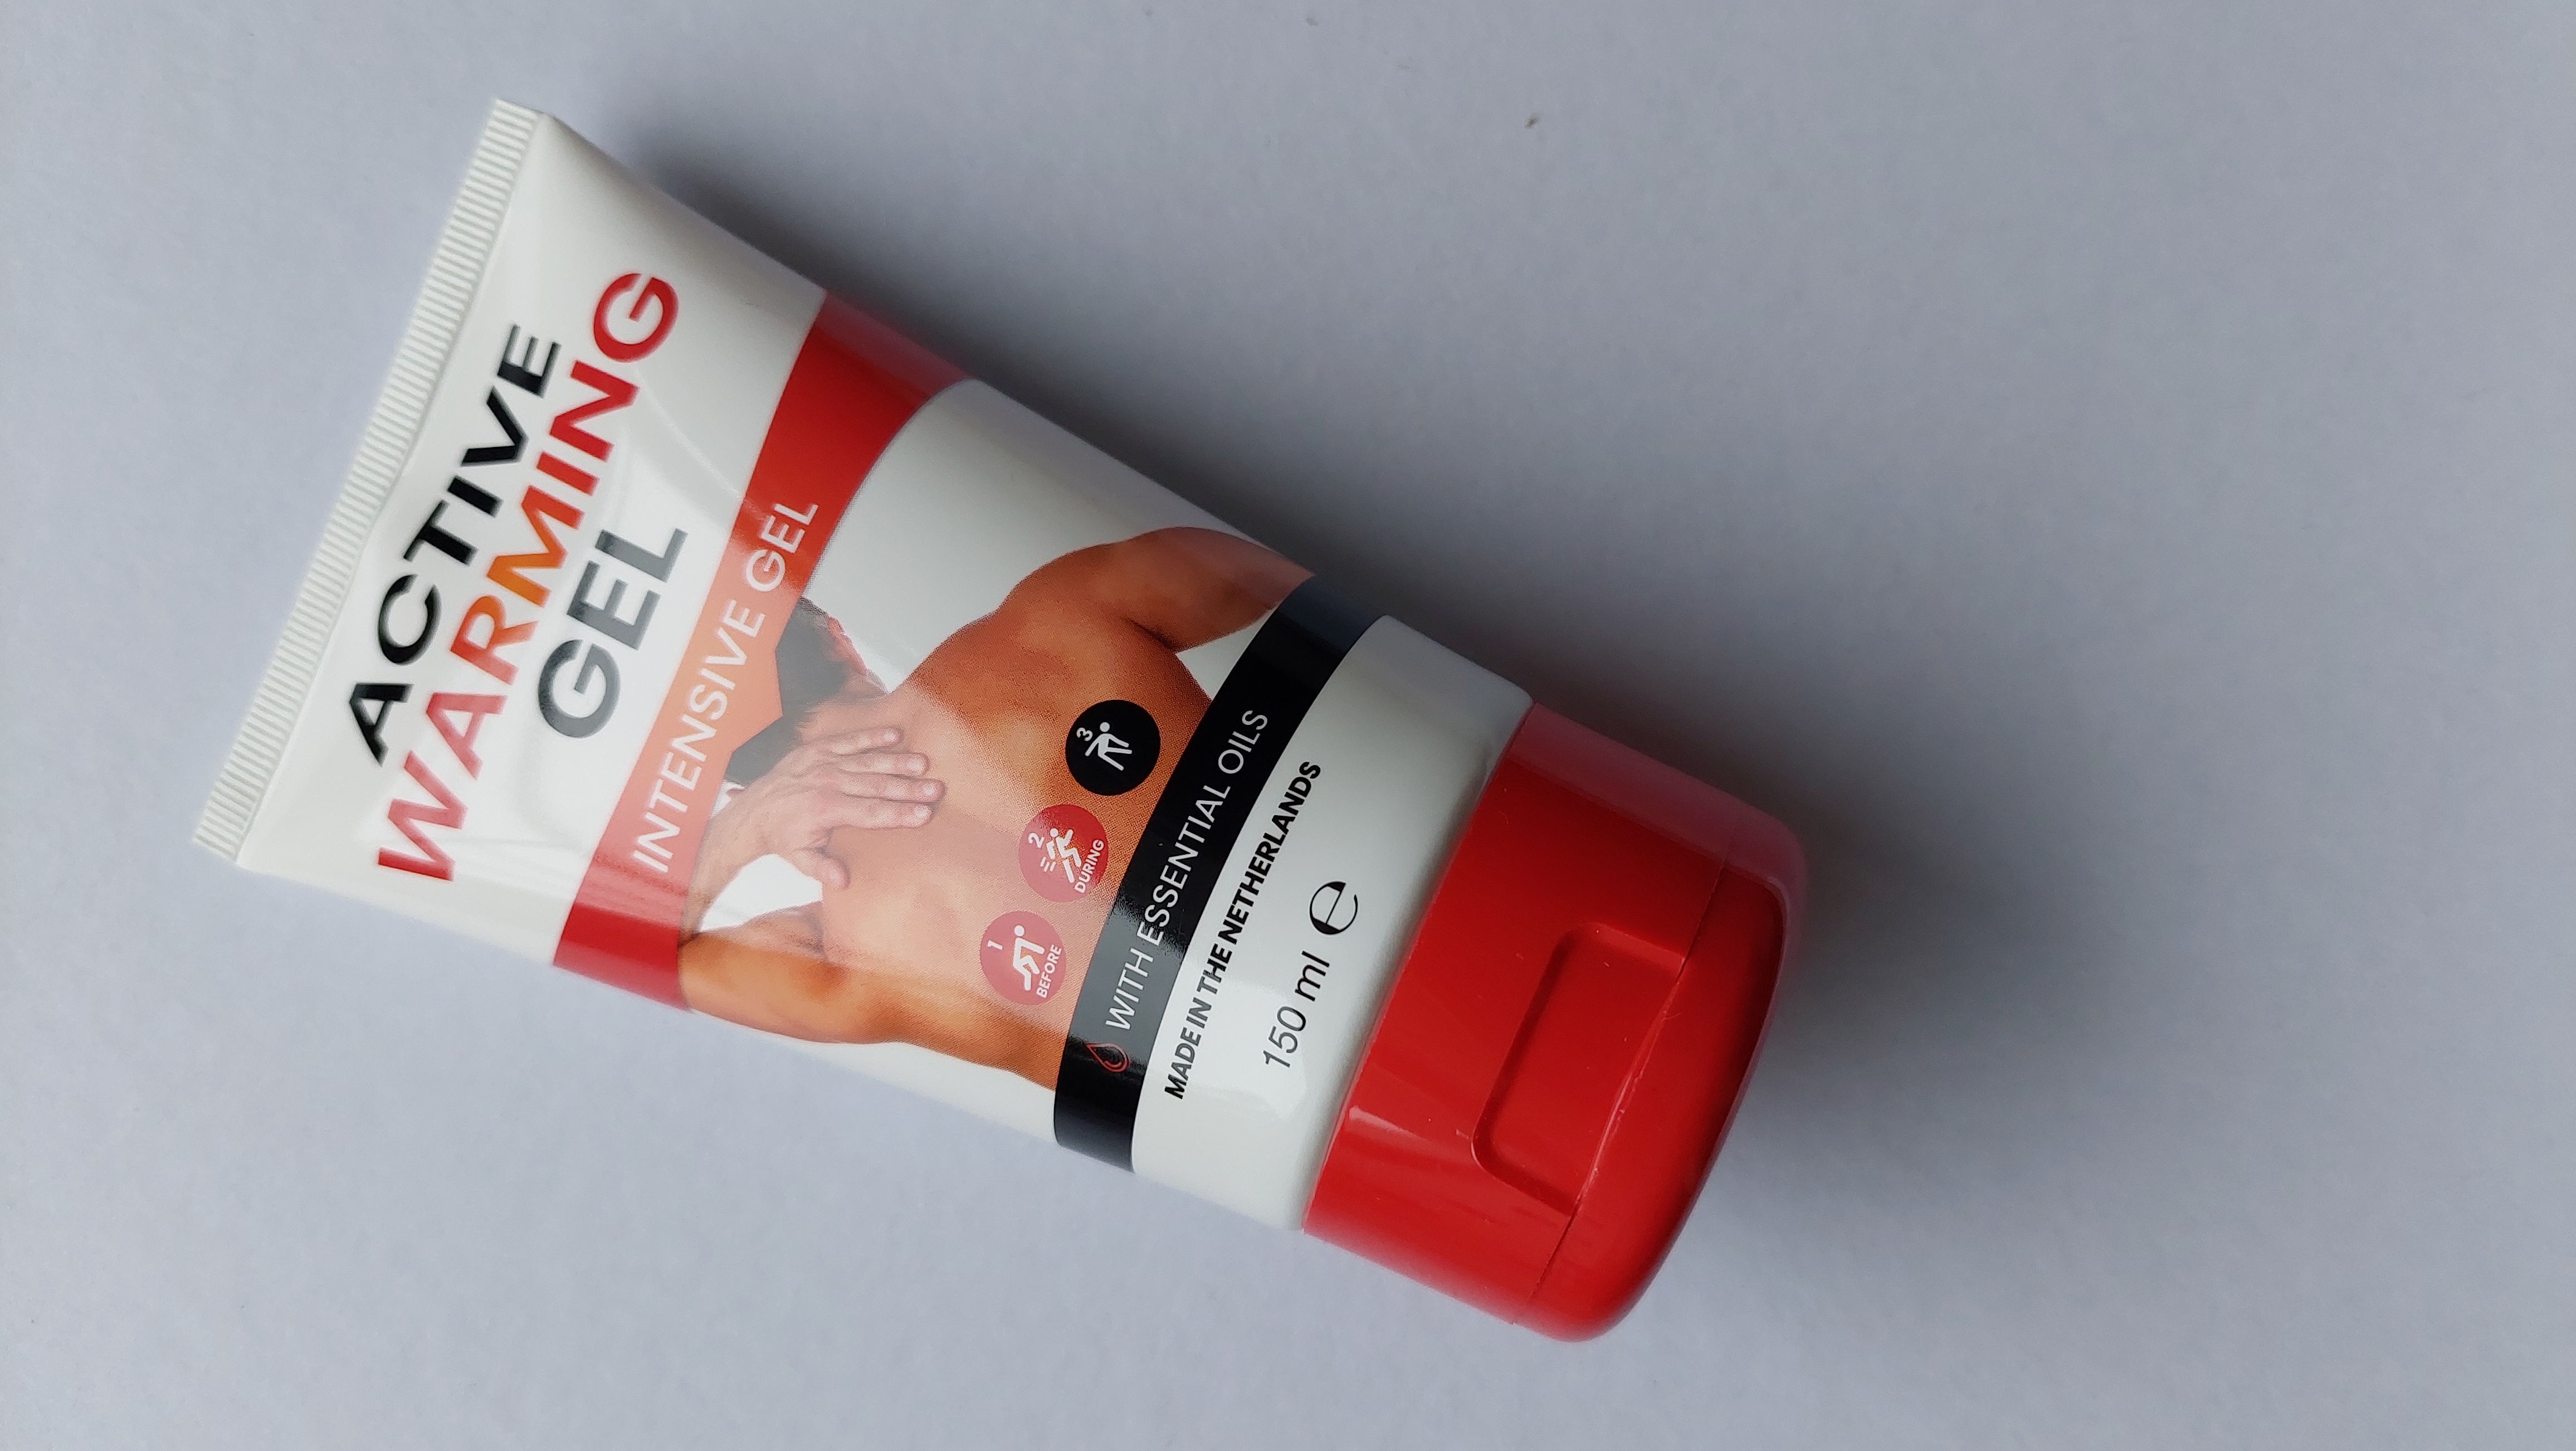 ACTIVE
WARMING
GEL
INTENSIVE GEL
1
BEFORE
2
DURING
3
WITH ESSENTIAL OILS
MADE IN THE NETHERLANDS
150 ml ℮